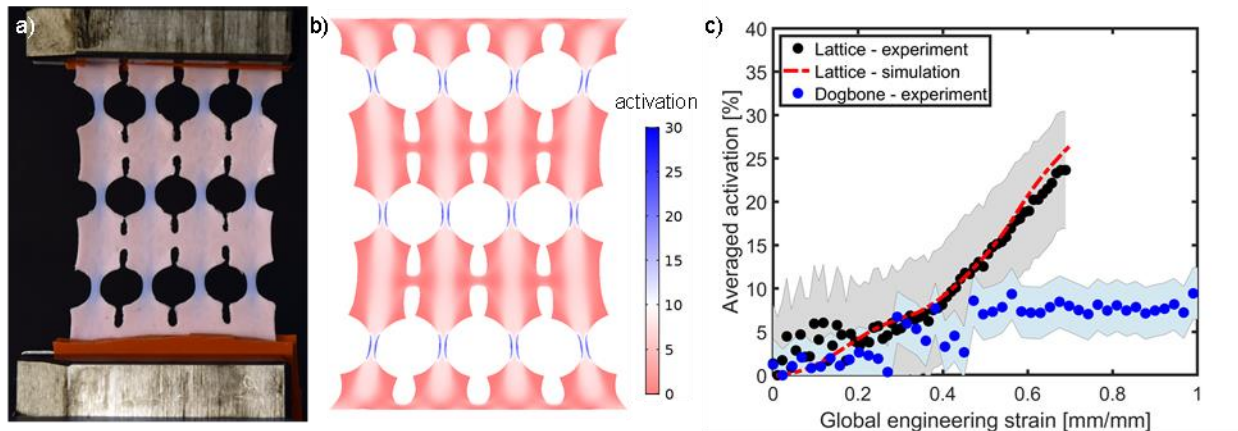 a)
b)
activation
30
25
20
15
10
5
0
c)
Averaged activation [%]
40
35
30
25
20
15
10
5
0
Lattice - experiment
Lattice - simulation
Dogbone - experiment
0 0.2 0.4 0.6 0.8 1
Global engineering strain [mm/mm]